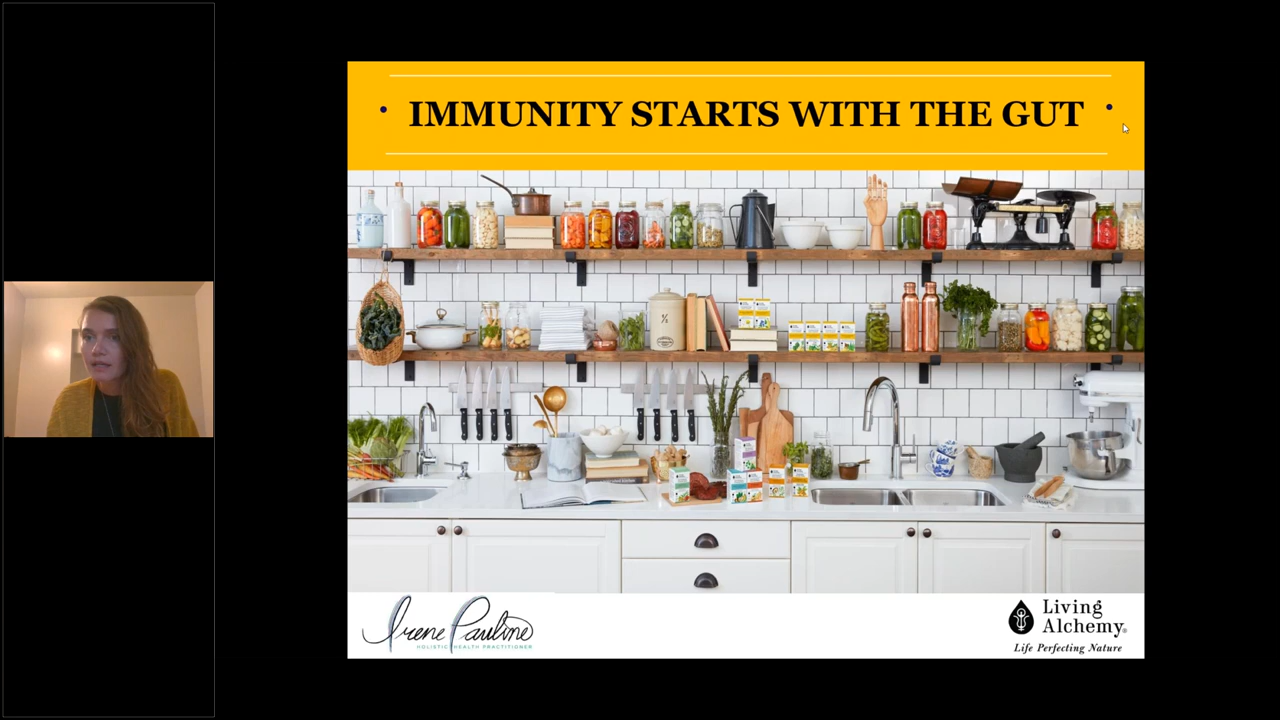 • IMMUNITY STARTS WITH THE GUT •
Irene Pauline
HOLISTIC HEALTH PRACTITIONER
Living
Alchemy®
Life Perfecting Nature